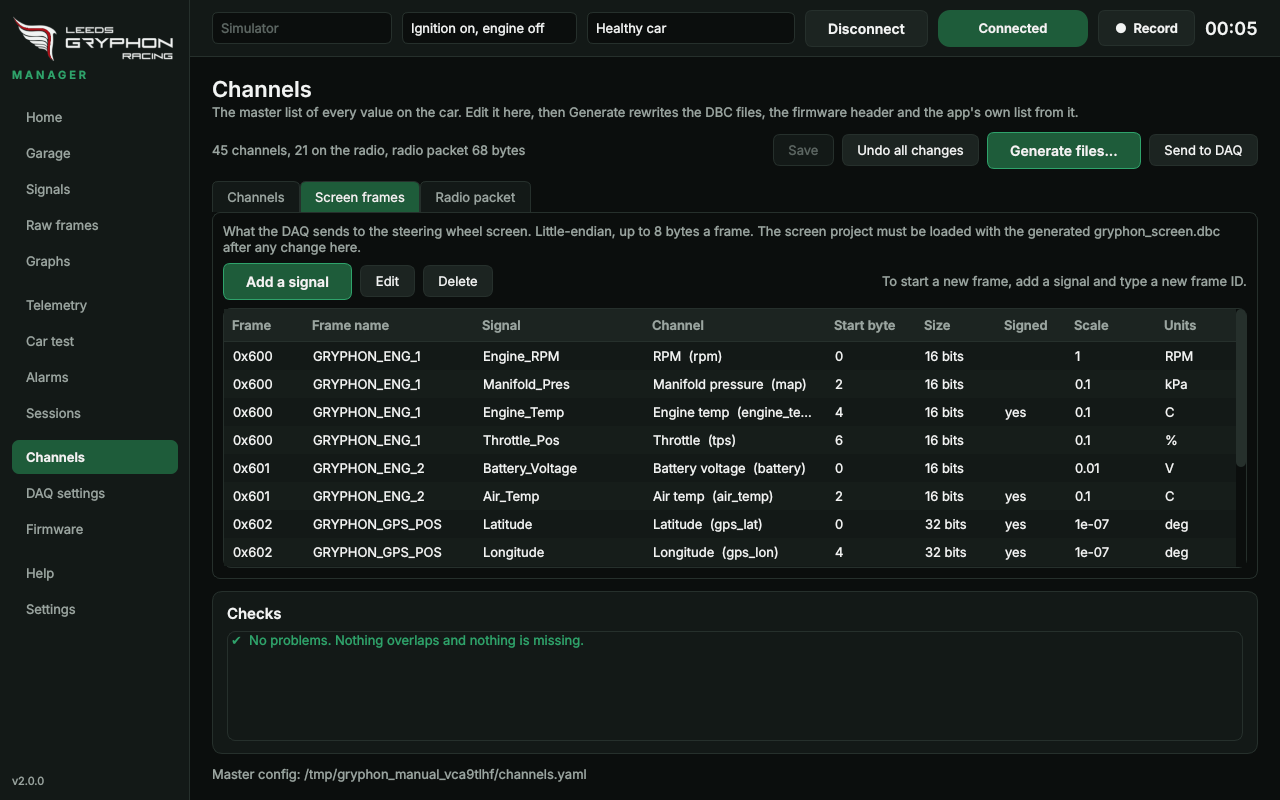 LEEDS
GRYPHON
RACING
MANAGER
Home
Garage
Signals
Raw frames
Graphs
Telemetry
Car test
Alarms
Sessions
Channels
DAQ settings
Firmware
Help
Settings
v2.0.0
Simulator
Ignition on, engine off
Healthy car
Disconnect
Connected
Record
00:05
Channels
The master list of every value on the car. Edit it here, then Generate rewrites the DBC files, the firmware header and the app's own list from it.
45 channels, 21 on the radio, radio packet 68 bytes
Save
Undo all changes
Generate files...
Send to DAQ
Channels
Screen frames
Radio packet
What the DAQ sends to the steering wheel screen. Little-endian, up to 8 bytes a frame. The screen project must be loaded with the generated gryphon_screen.dbc
after any change here.
Add a signal
Edit
Delete
To start a new frame, add a signal and type a new frame ID.
Frame Frame name Signal Channel Start byte Size Signed Scale Units
0x600 GRYPHON_ENG_1 Engine_RPM RPM (rpm) 0 16 bits 1 RPM
0x600 GRYPHON_ENG_1 Manifold_Pres Manifold pressure (map) 2 16 bits 0.1 kPa
0x600 GRYPHON_ENG_1 Engine_Temp Engine temp (engine_te... 4 16 bits yes 0.1 C
0x600 GRYPHON_ENG_1 Throttle_Pos Throttle (tps) 6 16 bits 0.1 %
0x601 GRYPHON_ENG_2 Battery_Voltage Battery voltage (battery) 0 16 bits 0.01 V
0x601 GRYPHON_ENG_2 Air_Temp Air temp (air_temp) 2 16 bits yes 0.1 C
0x602 GRYPHON_GPS_POS Latitude Latitude (gps_lat) 0 32 bits yes 1e-07 deg
0x602 GRYPHON_GPS_POS Longitude Longitude (gps_lon) 4 32 bits yes 1e-07 deg
Checks
✔ No problems. Nothing overlaps and nothing is missing.
Master config: /tmp/gryphon_manual_vca9tlhf/channels.yaml